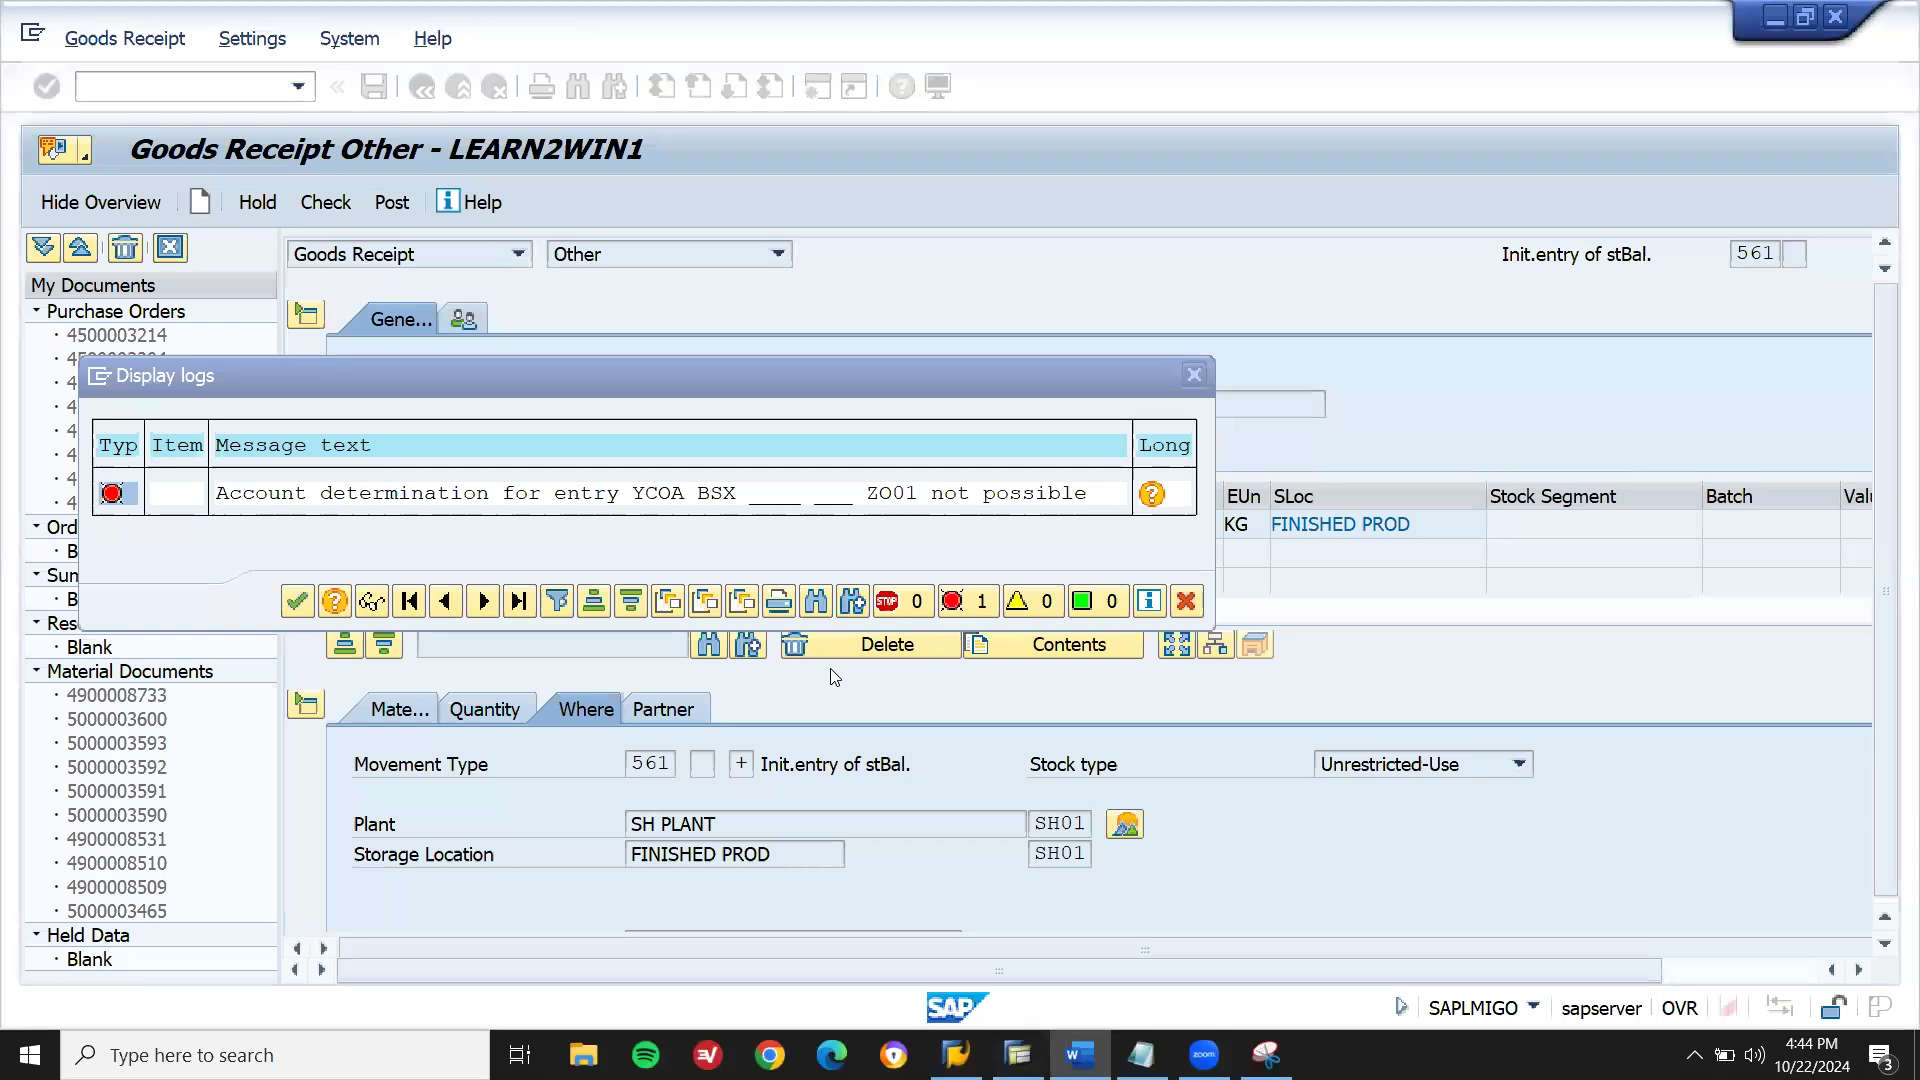 Goods Receipt Settings System Help
Goods Receipt Other - LEARN2WIN1
Hide Overview Hold Check Post Help
Goods Receipt Other Init.entry of stBal. 561
My Documents
Purchase Orders
4500003214
Gene...
Display logs
Typ Item Message text Long
Account determination for entry YCOA BSX ____ ___ ZO01 not possible
0 1 0 0
EUn SLoc Stock Segment Batch
KG FINISHED PROD
Blank
Material Documents
4900008733
5000003600
5000003593
5000003592
5000003591
5000003590
4900008531
4900008510
4900008509
5000003465
Held Data
Blank
Delete Contents
Mate... Quantity Where Partner
Movement Type 561 + Init.entry of stBal. Stock type Unrestricted-Use
Plant SH PLANT SH01
Storage Location FINISHED PROD SH01
SAP
SAPLMIGO sapserver OVR
Type here to search
4:44 PM
10/22/2024
3